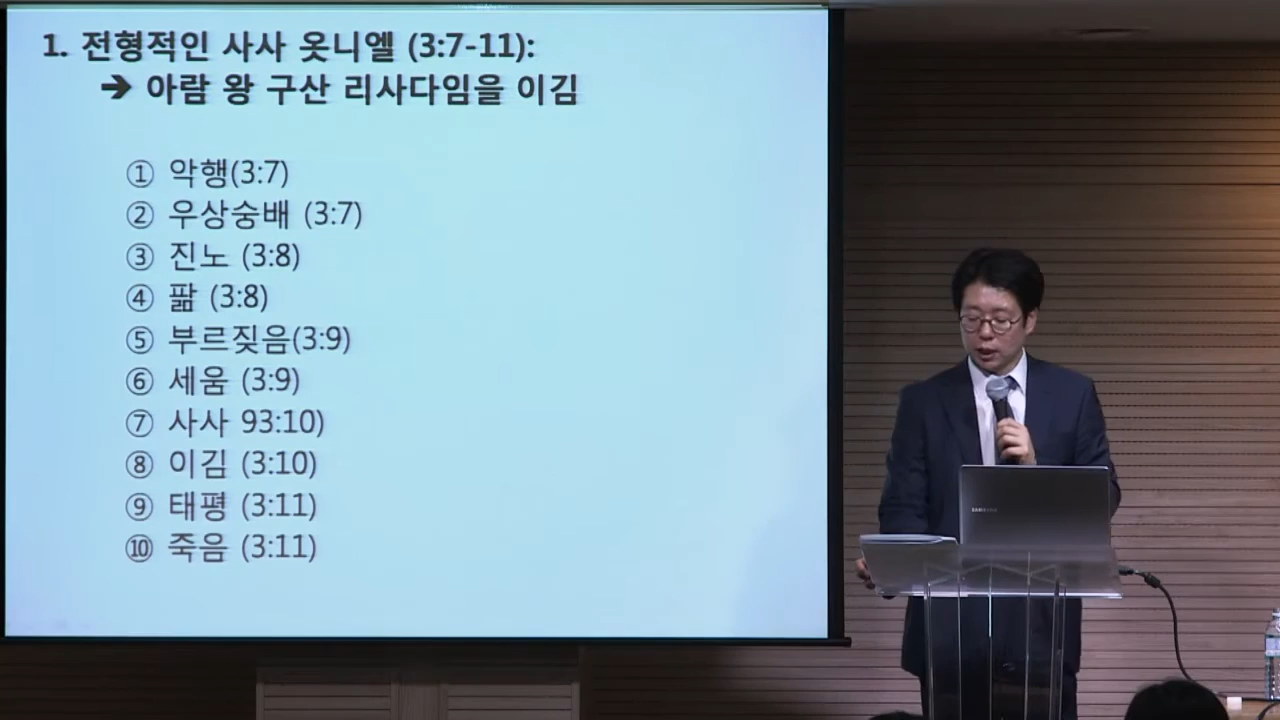 1. 전형적인 사사 옷니엘 (3:7-11):
➔ 아람 왕 구산 리사다임을 이김
① 악행(3:7)
② 우상숭배 (3:7)
③ 진노 (3:8)
④ 팖 (3:8)
⑤ 부르짖음(3:9)
⑥ 세움 (3:9)
⑦ 사사 93:10)
⑧ 이김 (3:10)
⑨ 태평 (3:11)
⑩ 죽음 (3:11)
SAMSUNG